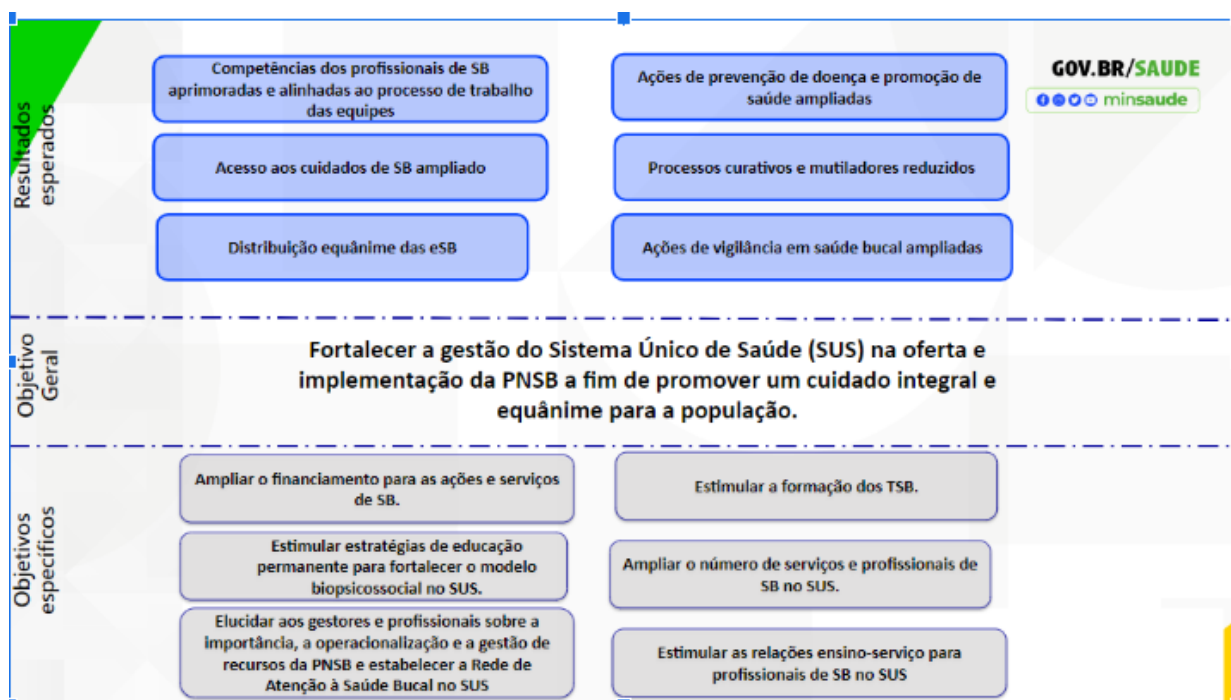 GOV.BR/SAUDE
minsaude
Resultados
esperados
Competências dos profissionais de SB
aprimoradas e alinhadas ao processo de trabalho
das equipes
Ações de prevenção de doença e promoção de
saúde ampliadas
Acesso aos cuidados de SB ampliado
Processos curativos e mutiladores reduzidos
Distribuição equânime das eSB
Ações de vigilância em saúde bucal ampliadas
Objetivo
Geral
Fortalecer a gestão do Sistema Único de Saúde (SUS) na oferta e
implementação da PNSB a fim de promover um cuidado integral e
equânime para a população.
Objetivos
específicos
Ampliar o financiamento para as ações e serviços
de SB.
Estimular a formação dos TSB.
Estimular estratégias de educação
permanente para fortalecer o modelo
biopsicossocial no SUS.
Ampliar o número de serviços e profissionais de
SB no SUS.
Elucidar aos gestores e profissionais sobre a
importância, a operacionalização e a gestão de
recursos da PNSB e estabelecer a Rede de
Atenção à Saúde Bucal no SUS
Estimular as relações ensino-serviço para
profissionais de SB no SUS